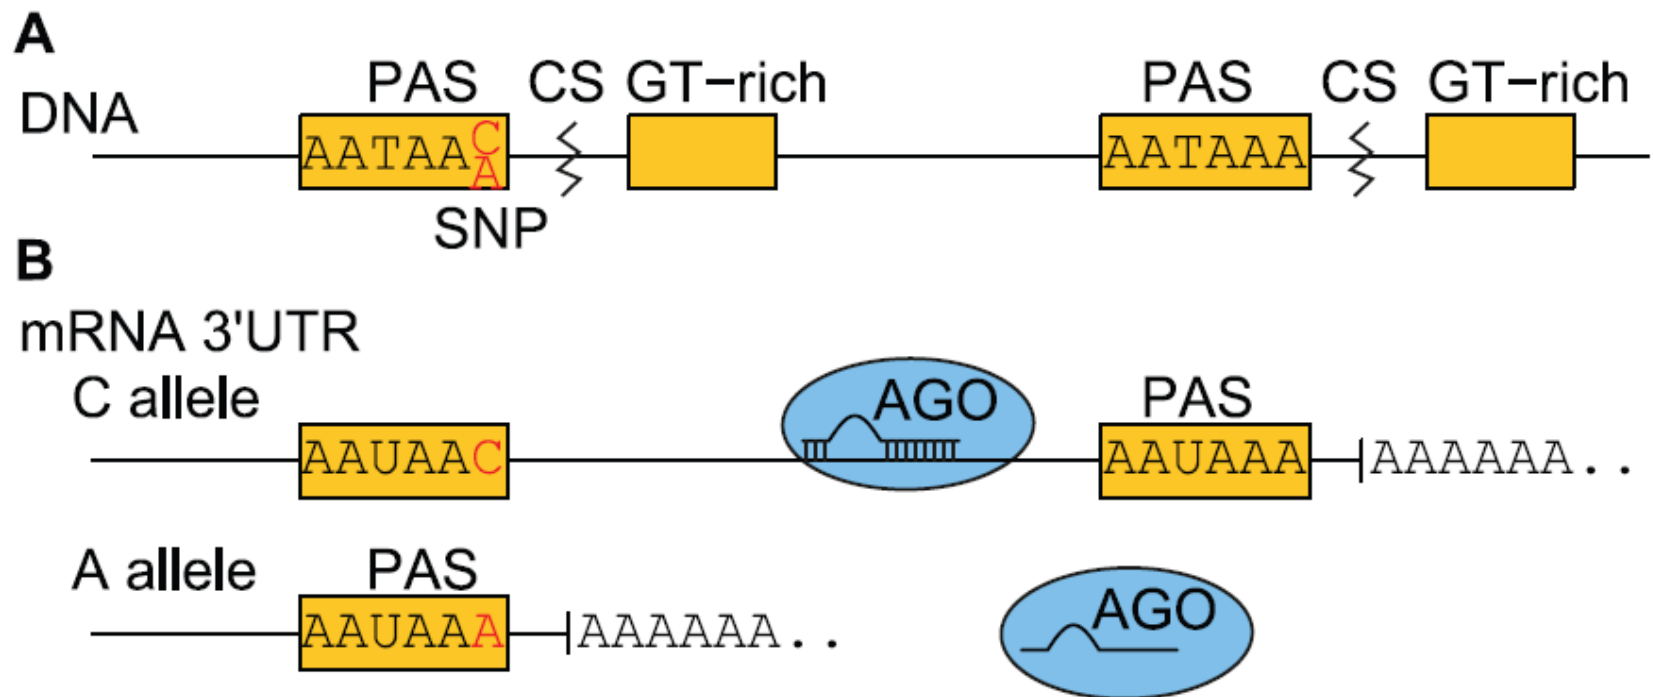 A
PAS CS GT−rich PAS CS GT−rich
DNA
AATAAC AATAAA
A
SNP
B
mRNA 3'UTR
C allele AGO PAS
AAUAAC AAUAAA AAAAAA..
A allele PAS AGO
AAUAAA AAAAAA..